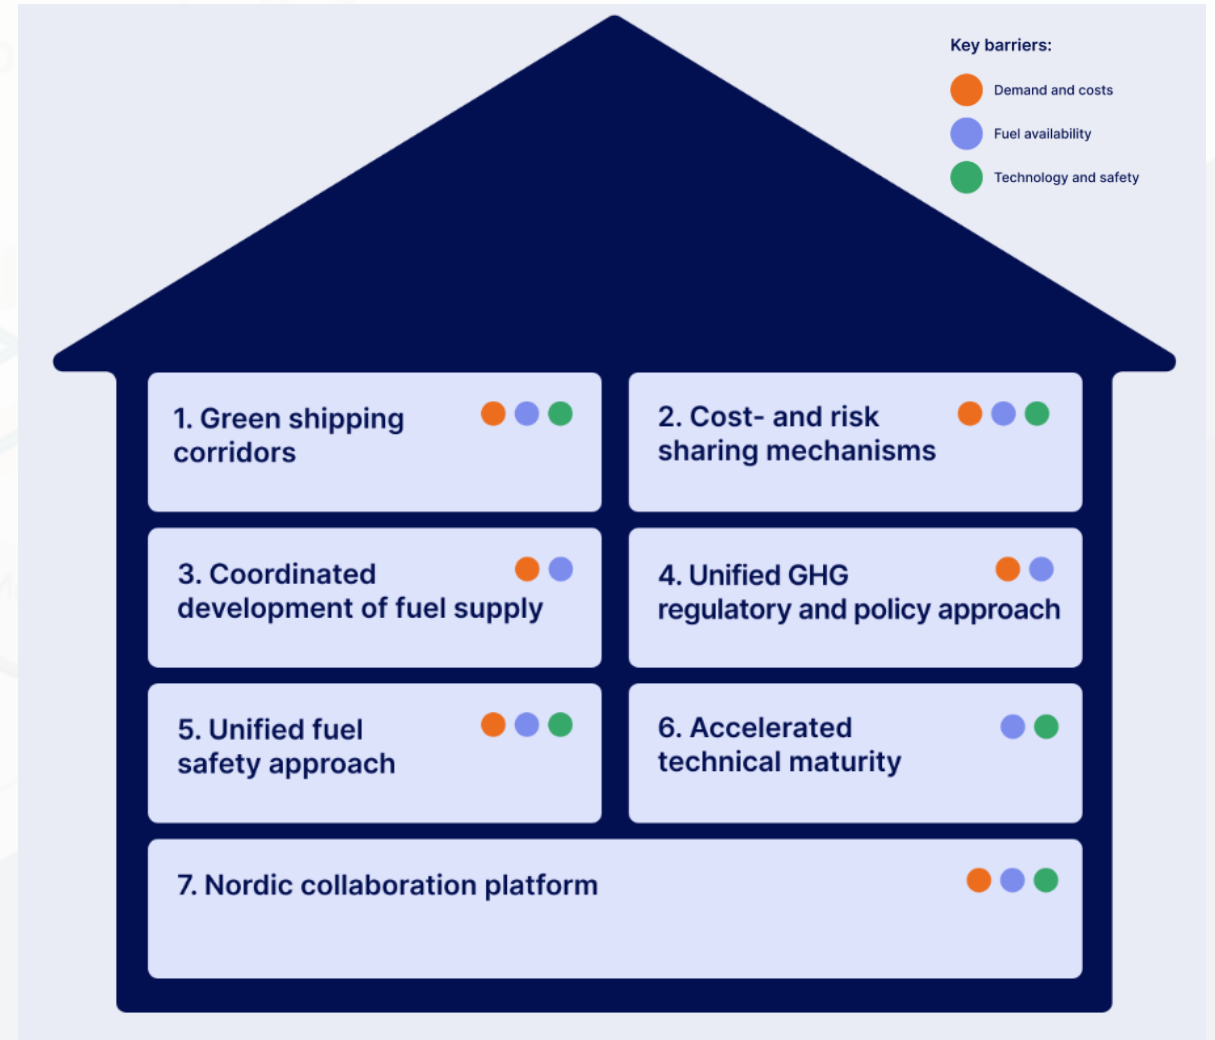 Key barriers:
Demand and costs
Fuel availability
Technology and safety
1. Green shipping
corridors
2. Cost- and risk
sharing mechanisms
3. Coordinated
development of fuel supply
4. Unified GHG
regulatory and policy approach
5. Unified fuel
safety approach
6. Accelerated
technical maturity
7. Nordic collaboration platform